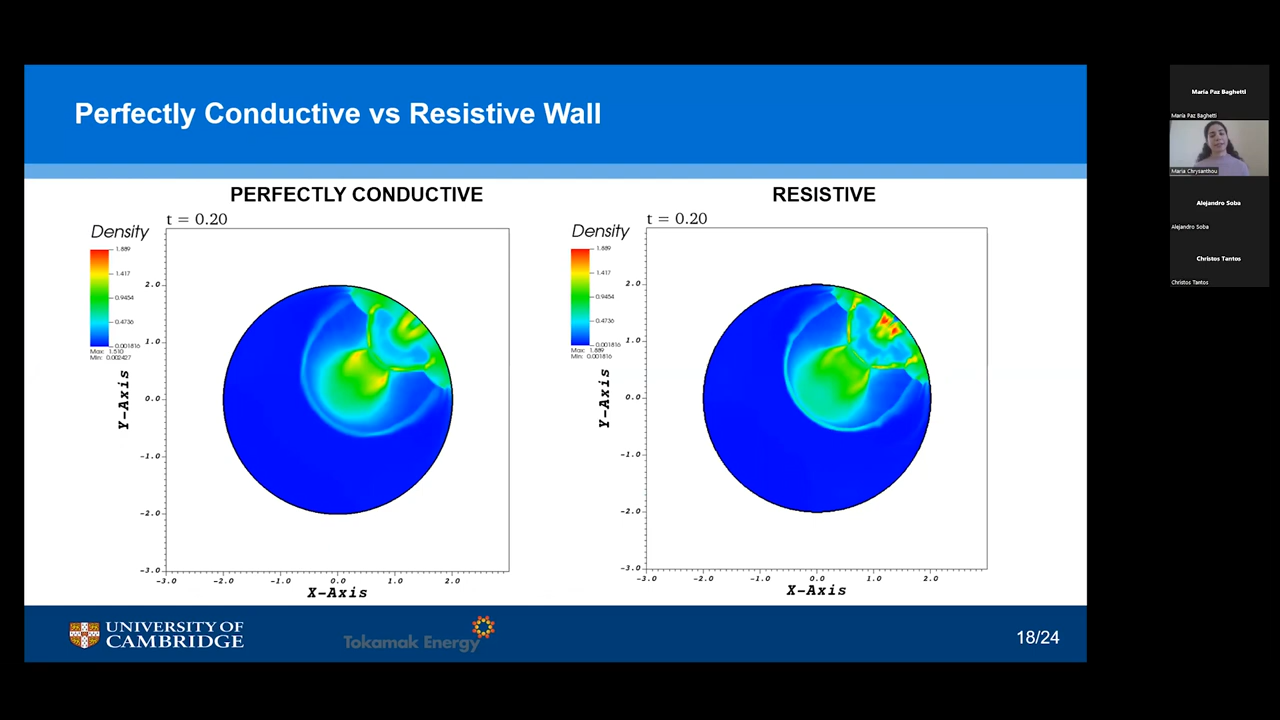 Perfectly Conductive vs Resistive Wall
PERFECTLY CONDUCTIVE
t = 0.20
Density
1.889
1.417
0.9454
0.4736
0.001816
Max: 1.510
Min: 0.002427
Y-Axis
2.0
1.0
0.0
-1.0
-2.0
-3.0
-3.0 -2.0 -1.0 0.0 1.0 2.0
X-Axis
RESISTIVE
t = 0.20
Density
1.889
1.417
0.9454
0.4736
0.001816
Max: 1.889
Min: 0.001816
Y-Axis
2.0
1.0
0.0
-1.0
-2.0
-3.0
-3.0 -2.0 -1.0 0.0 1.0 2.0
X-Axis
UNIVERSITY OF
CAMBRIDGE
Tokamak Energy
18/24
María Paz Baghetti
María Paz Baghetti
Maria Chrysanthou
Alejandro Soba
Alejandro Soba
Christos Tantos
Christos Tantos